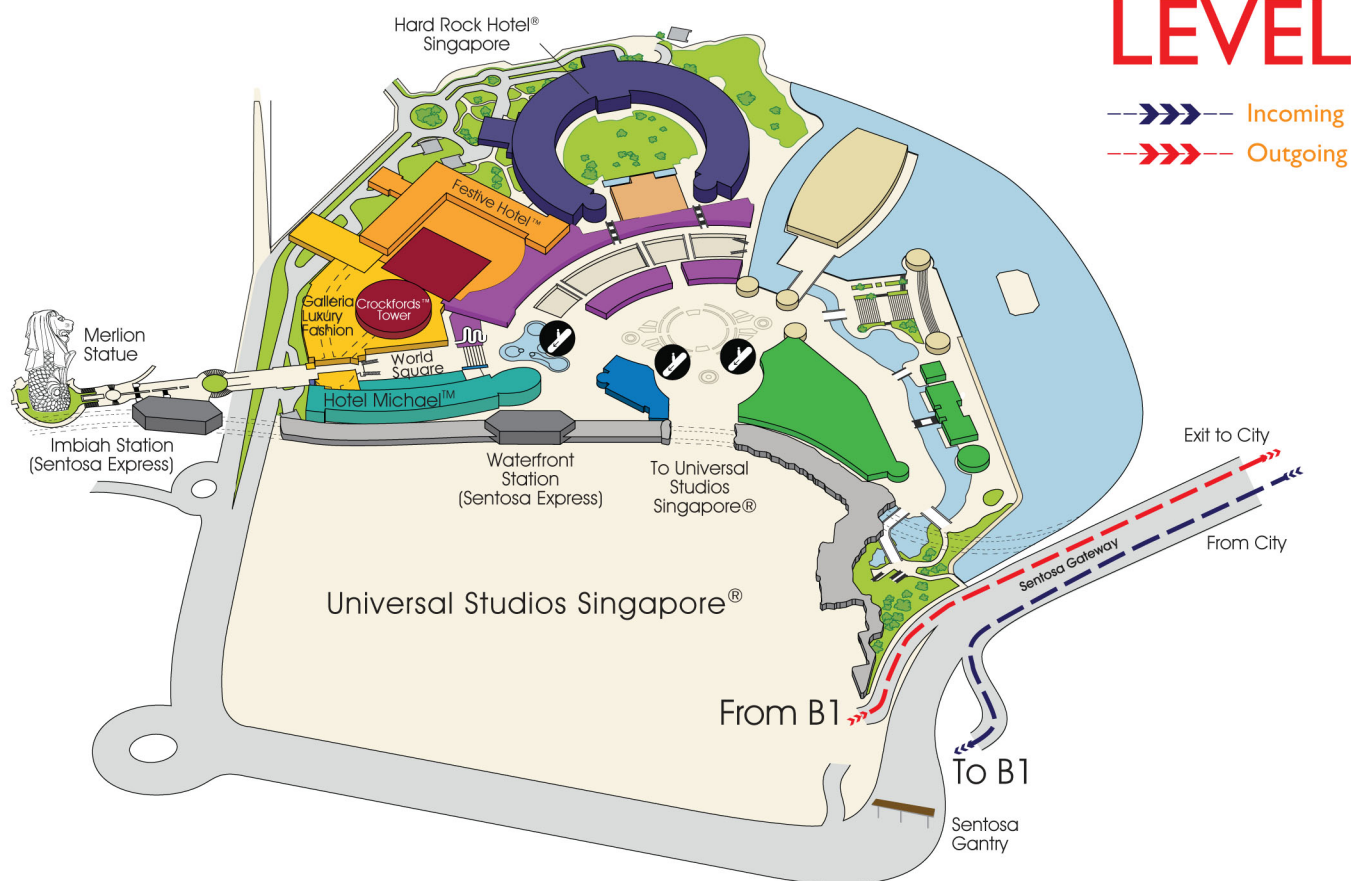 LEVEL
Incoming
Outgoing
Hard Rock Hotel®
Singapore
Festive Hotel™
Galleria
Luxury
Fashion
Crockfords™
Tower
World
Square
Hotel Michael™
Merlion
Statue
Imbiah Station
(Sentosa Express)
Waterfront
Station
(Sentosa Express)
To Universal
Studios
Singapore®
Exit to City
From City
Sentosa Gateway
Universal Studios Singapore®
From B1
To B1
Sentosa
Gantry